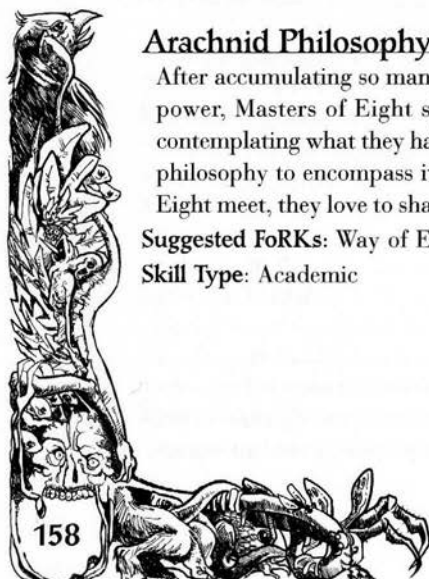 Arachnid Philosophy
After accumulating so man
power, Masters of Eight s
contemplating what they ha
philosophy to encompass i
Eight meet, they love to sha
Suggested FoRKs: Way of E
Skill Type: Academic
158